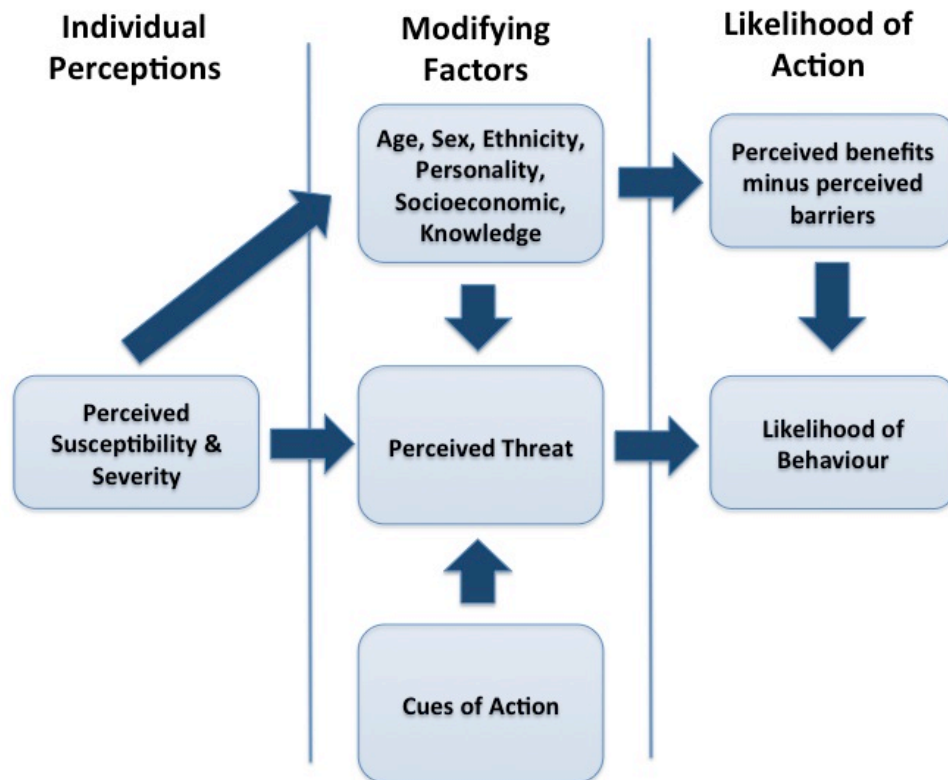 Individual
Perceptions
Modifying
Factors
Likelihood of
Action
Age, Sex, Ethnicity,
Personality,
Socioeconomic,
Knowledge
Perceived benefits
minus perceived
barriers
Perceived
Susceptibility &
Severity
Perceived Threat
Likelihood of
Behaviour
Cues of Action